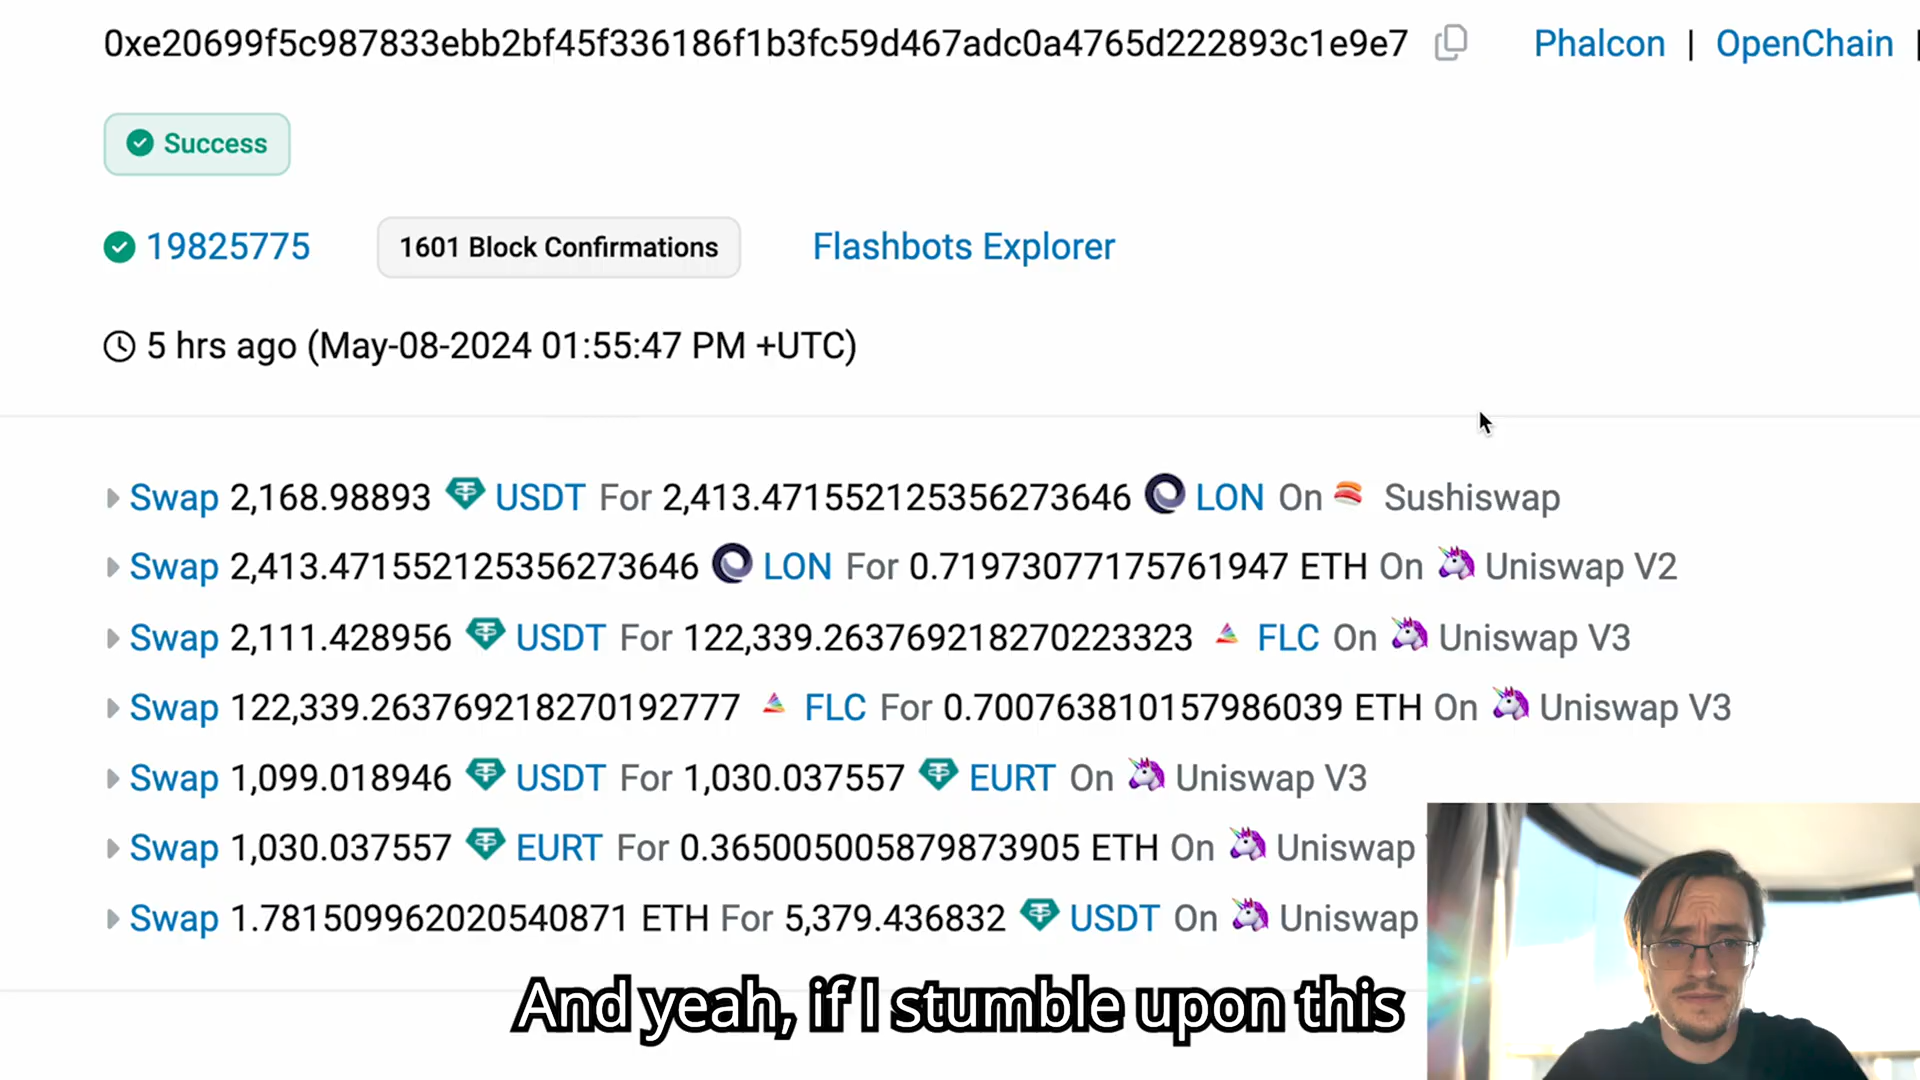 0xe20699f5c987833ebb2bf45f336186f1b3fc59d467adc0a4765d222893c1e9e7 Phalcon | OpenChain
Success
19825775 1601 Block Confirmations Flashbots Explorer
5 hrs ago (May-08-2024 01:55:47 PM +UTC)
Swap 2,168.98893 USDT For 2,413.471552125356273646 LON On Sushiswap
Swap 2,413.471552125356273646 LON For 0.71973077175761947 ETH On Uniswap V2
Swap 2,111.428956 USDT For 122,339.263769218270223323 FLC On Uniswap V3
Swap 122,339.263769218270192777 FLC For 0.700763810157986039 ETH On Uniswap V3
Swap 1,099.018946 USDT For 1,030.037557 EURT On Uniswap V3
Swap 1,030.037557 EURT For 0.365005005879873905 ETH On Uniswap
Swap 1.781509962020540871 ETH For 5,379.436832 USDT On Uniswap
And yeah, if I stumble upon this